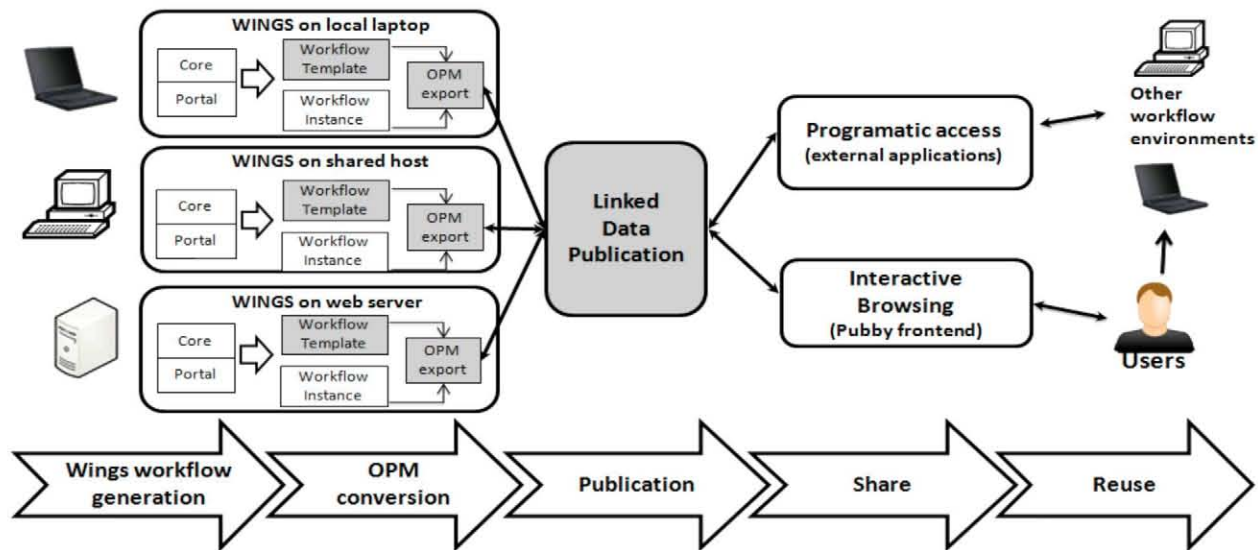 WINGS on local laptop
Core
Portal
Workflow
Template
Workflow
Instance
OPM
export
WINGS on shared host
Core
Portal
Workflow
Template
Workflow
Instance
OPM
export
WINGS on web server
Core
Portal
Workflow
Template
Workflow
Instance
OPM
export
Linked
Data
Publication
Programatic access
(external applications)
Interactive
Browsing
(Pubby frontend)
Other
workflow
environments
Users
Wings workflow
generation
OPM
conversion
Publication
Share
Reuse